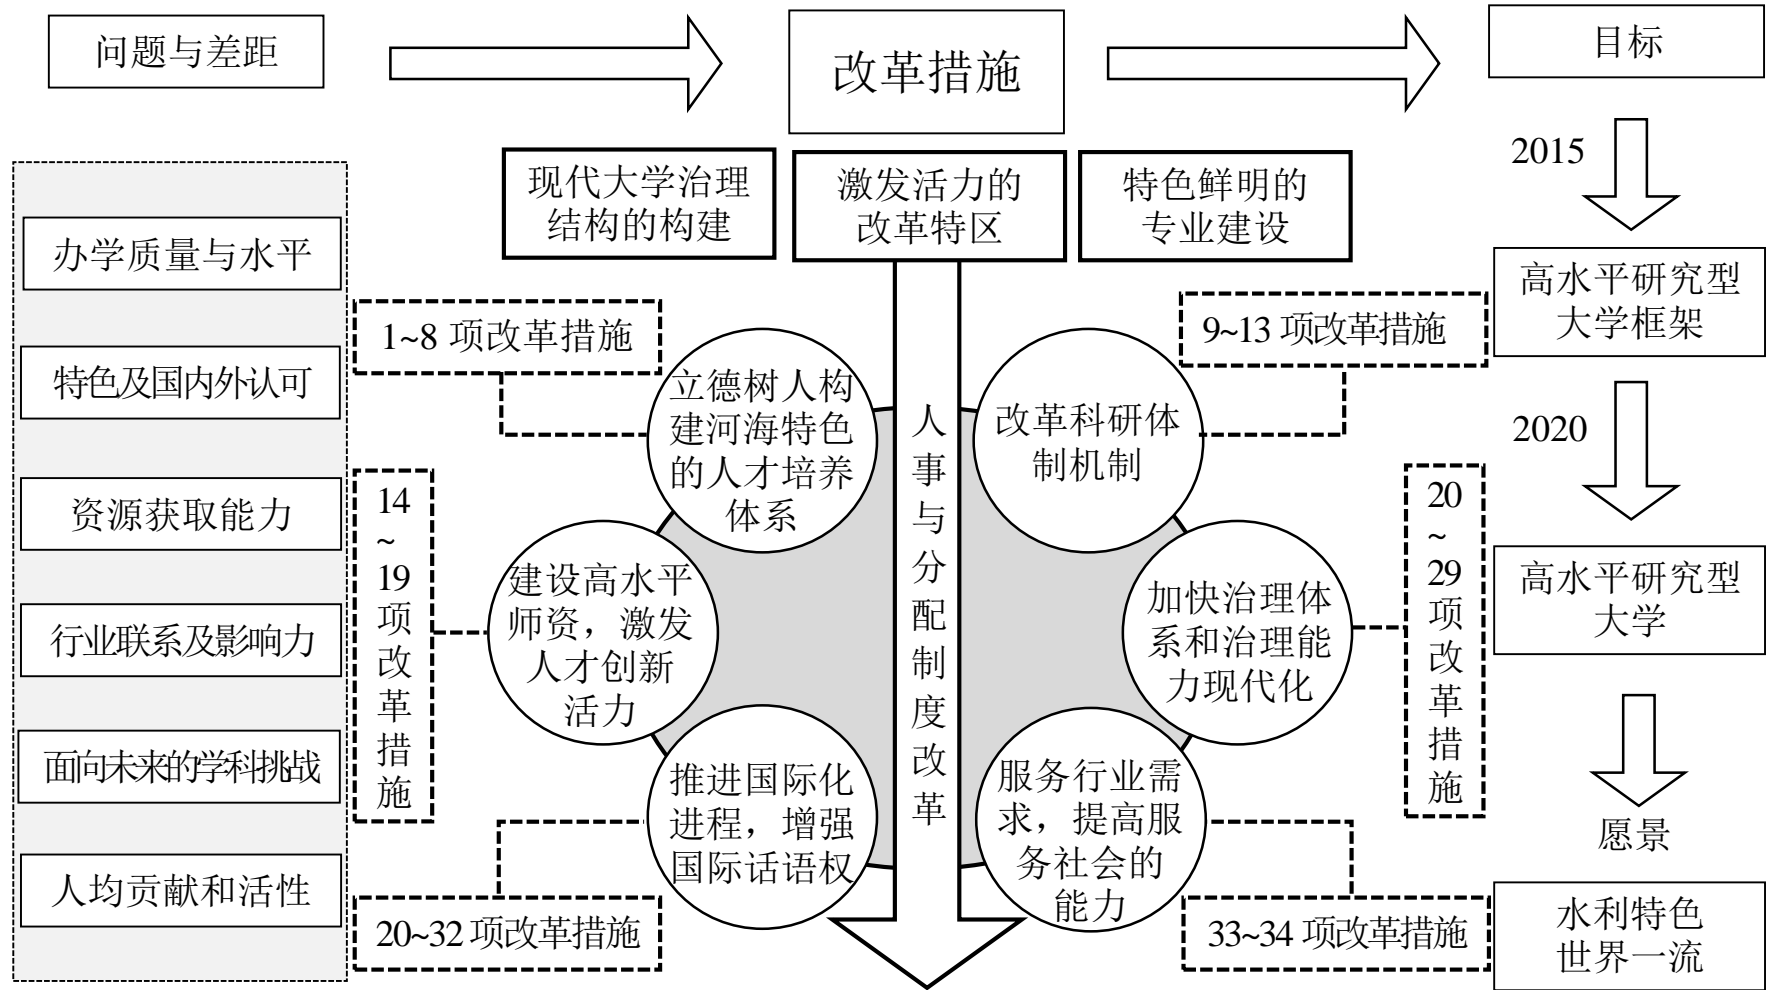 问题与差距
改革措施
目标
现代大学治理
结构的构建
激发活力的
改革特区
特色鲜明的
专业建设
2015
办学质量与水平
特色及国内外认可
资源获取能力
行业联系及影响力
面向未来的学科挑战
人均贡献和活性
1~8 项改革措施
立德树人构
建河海特色
的人才培养
体系
14
~
19
项
改
革
措
施
建设高水平
师资，激发
人才创新
活力
推进国际化
进程，增强
国际话语权
20~32 项改革措施
人
事
与
分
配
制
度
改
革
9~13 项改革措施
改革科研体
制机制
20
~
29
项
改
革
措
施
加快治理体
系和治理能
力现代化
服务行业需
求，提高服
务社会的
能力
33~34 项改革措施
高水平研究型
大学框架
2020
高水平研究型
大学
愿景
水利特色
世界一流